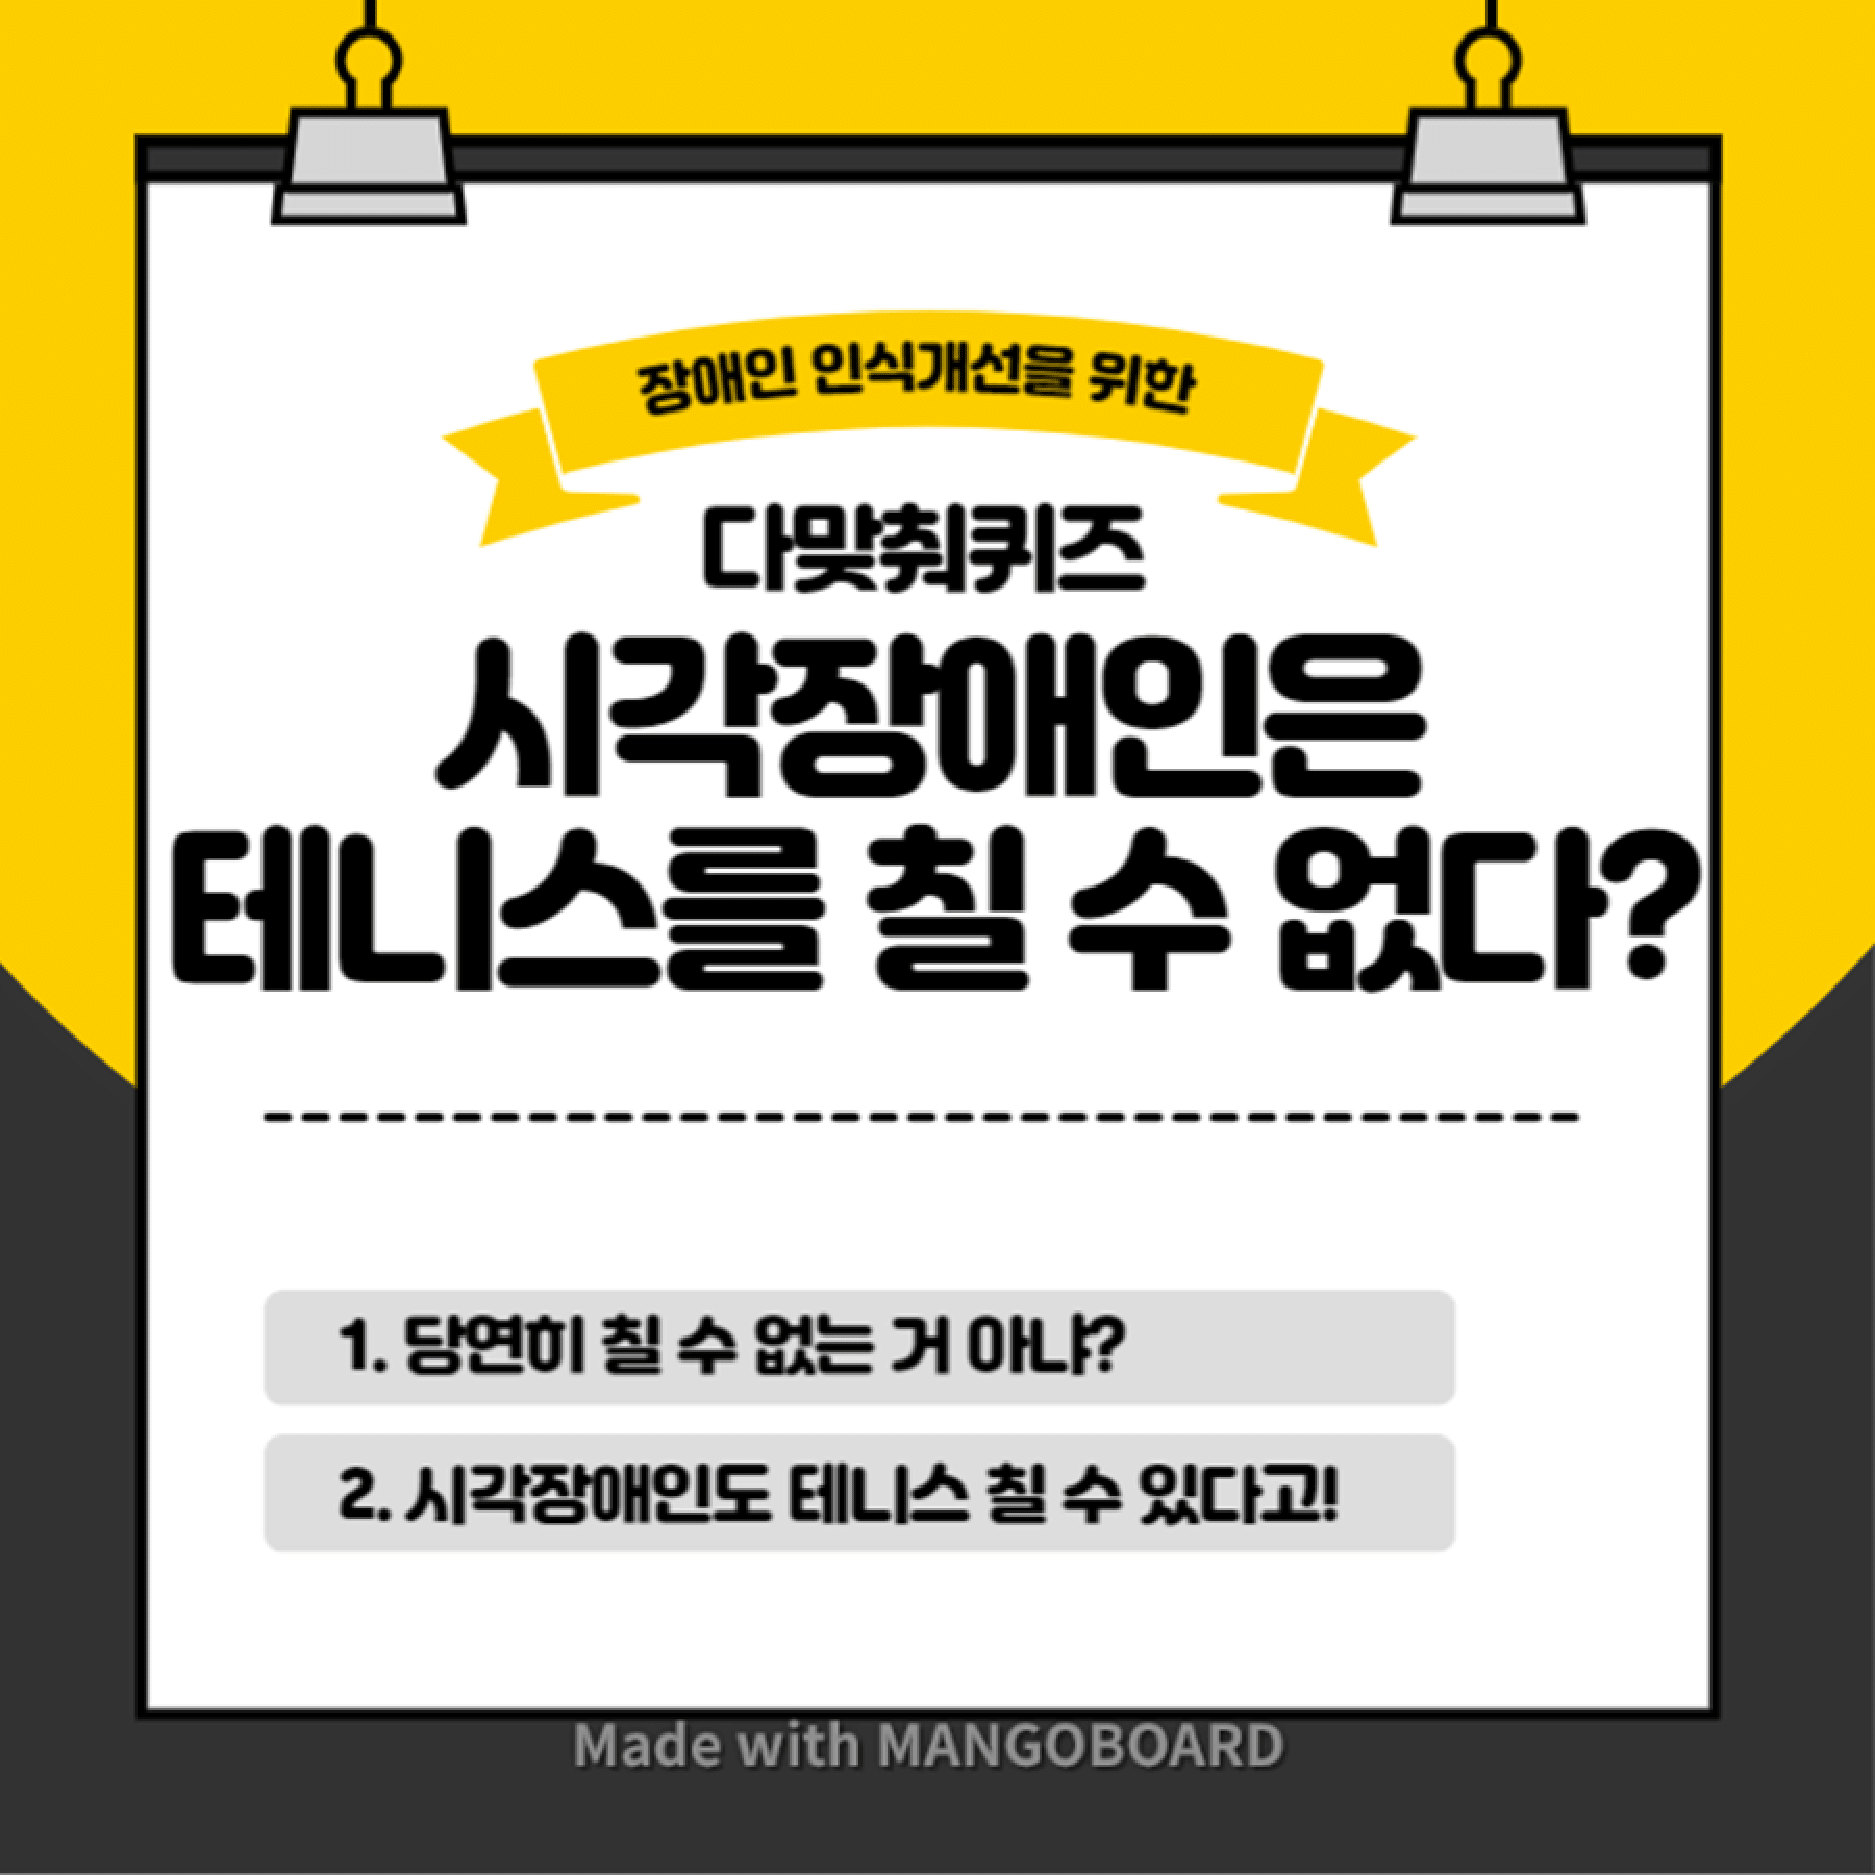 장애인 인식개선을 위한
다맞춰퀴즈
시각장애인은
테니스를 칠 수 없다?
1. 당연히 칠 수 없는 거 아냐?
2. 시각장애인도 테니스 칠 수 있다고!
Made with MANGOBOARD